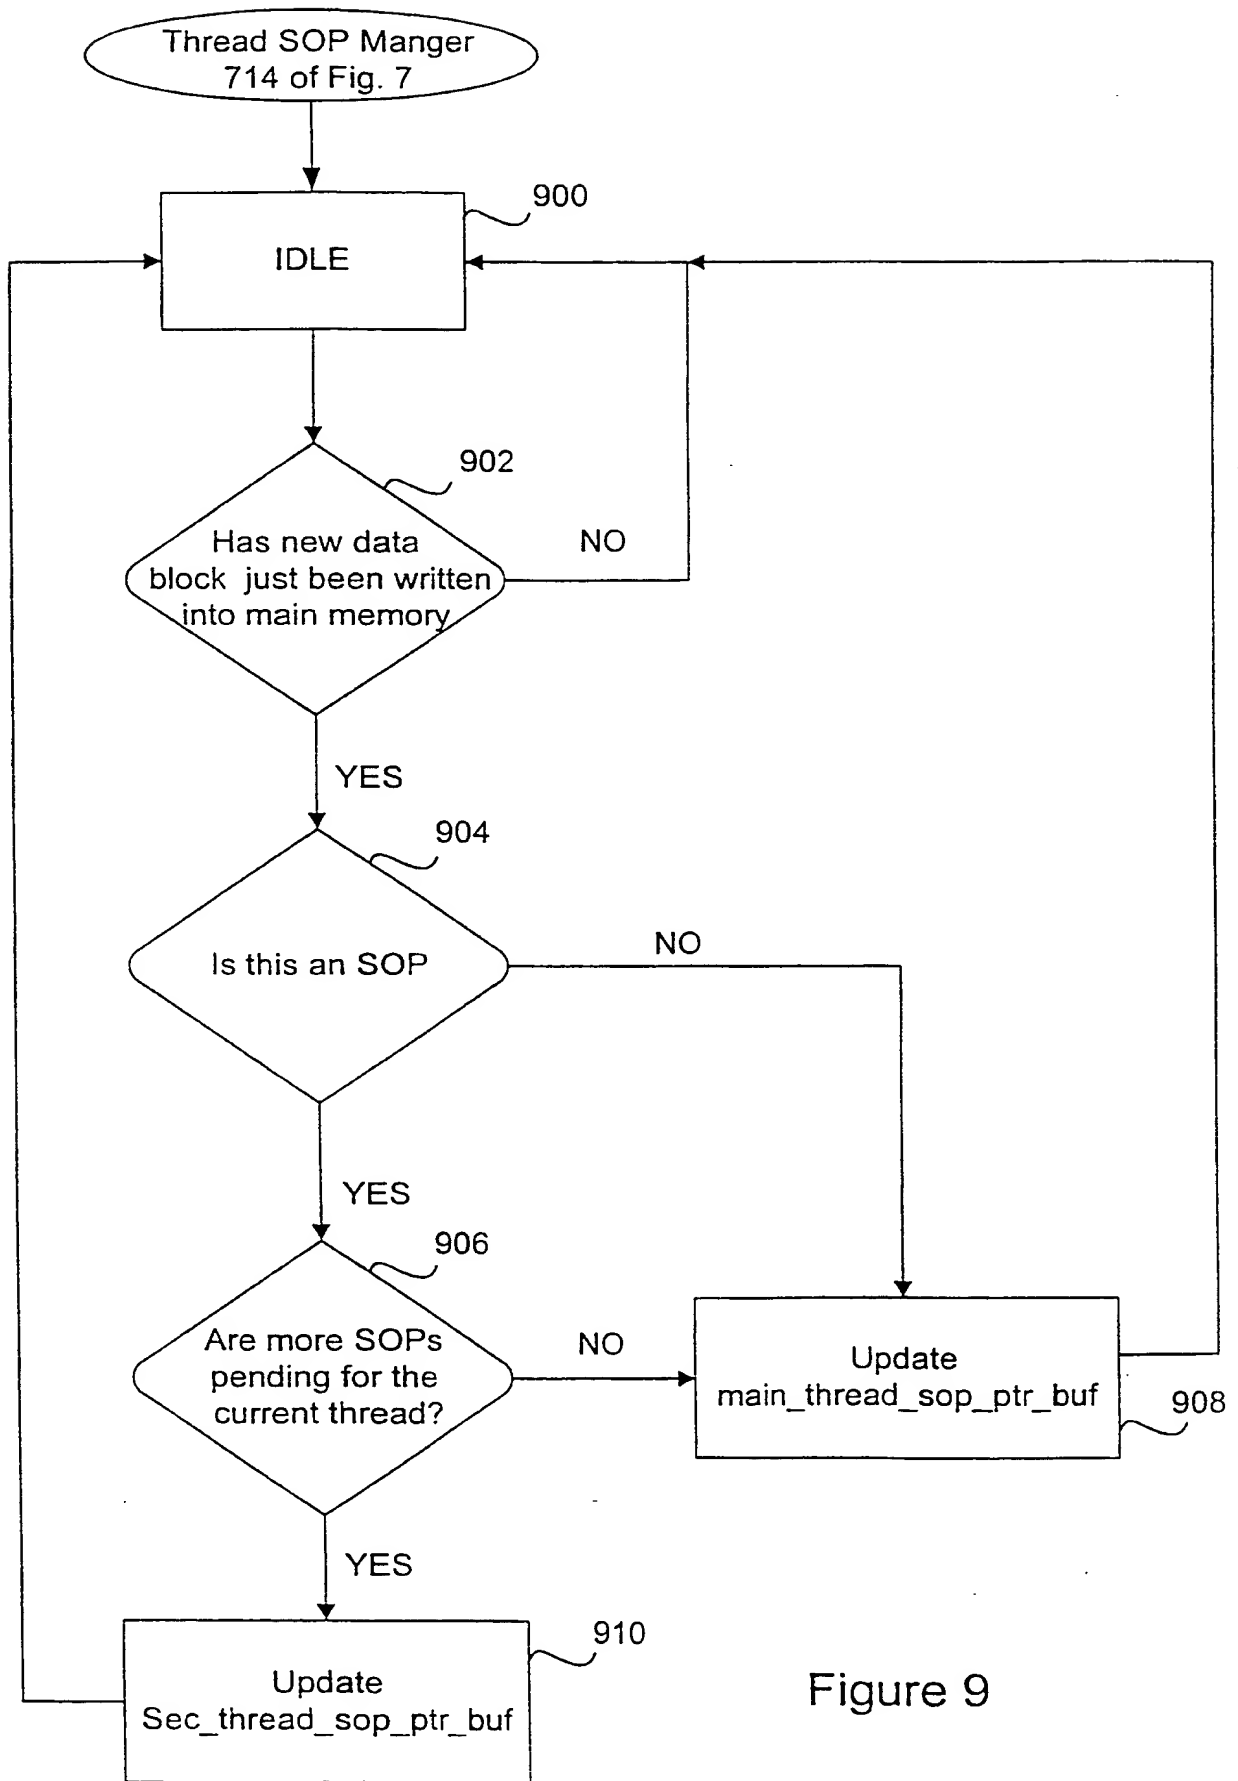 Thread SOP Manger
714 of Fig. 7
900
IDLE
902
Has new data
block just been written
into main memory
NO
YES
904
Is this an SOP
NO
YES
906
Are more SOPs
pending for the
current thread?
NO
Update
main_thread_sop_ptr_buf
908
YES
910
Update
Sec_thread_sop_ptr_buf
Figure 9